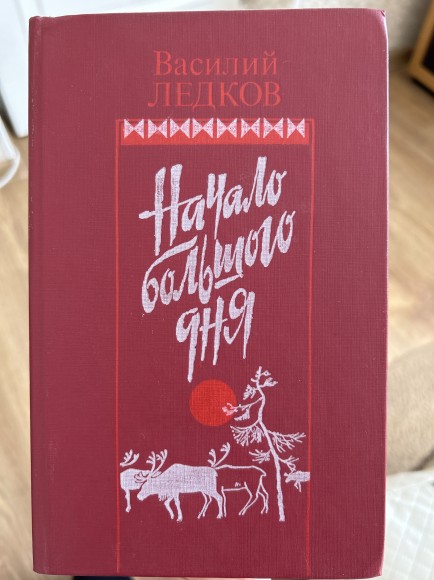 Василий
ЛЕДКОВ
Начало
большого
дня